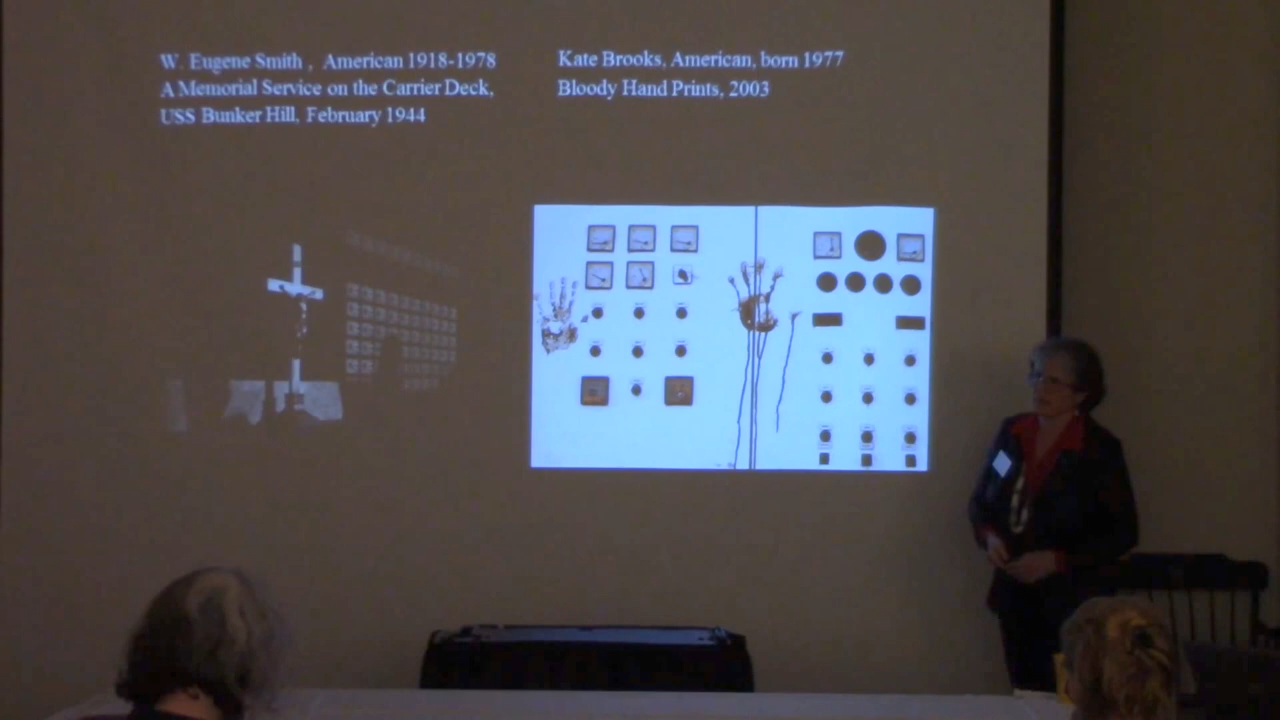 W. Eugene Smith , American 1918-1978
A Memorial Service on the Carrier Deck,
USS Bunker Hill, February 1944
Kate Brooks, American, born 1977
Bloody Hand Prints, 2003